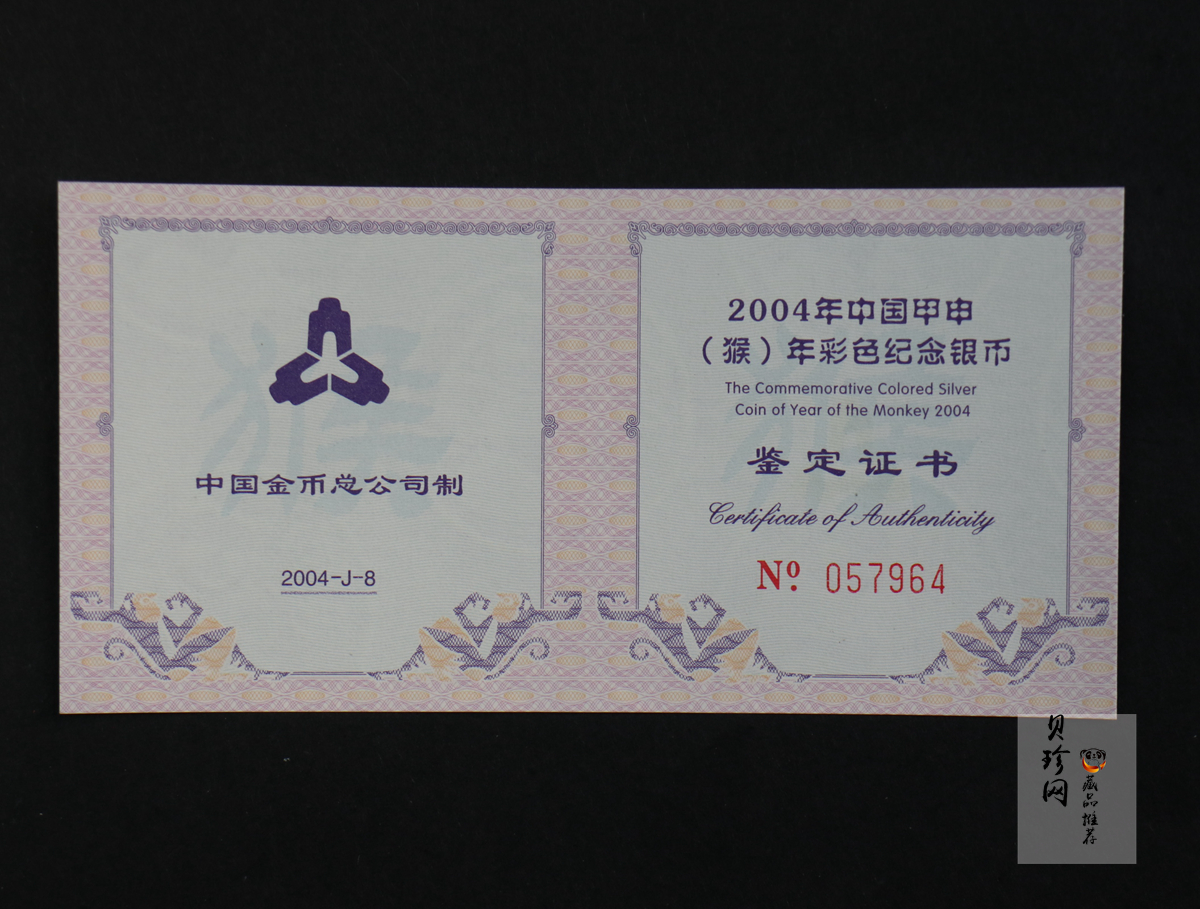 中国金币总公司制
2004-J-8
2004年中国甲申
（猴）年彩色纪念银币
The Commemorative Colored Silver
Coin of Year of the Monkey 2004
鉴定证书
Certificate of Authenticity
Nº 057964
贝珍网
藏品推荐